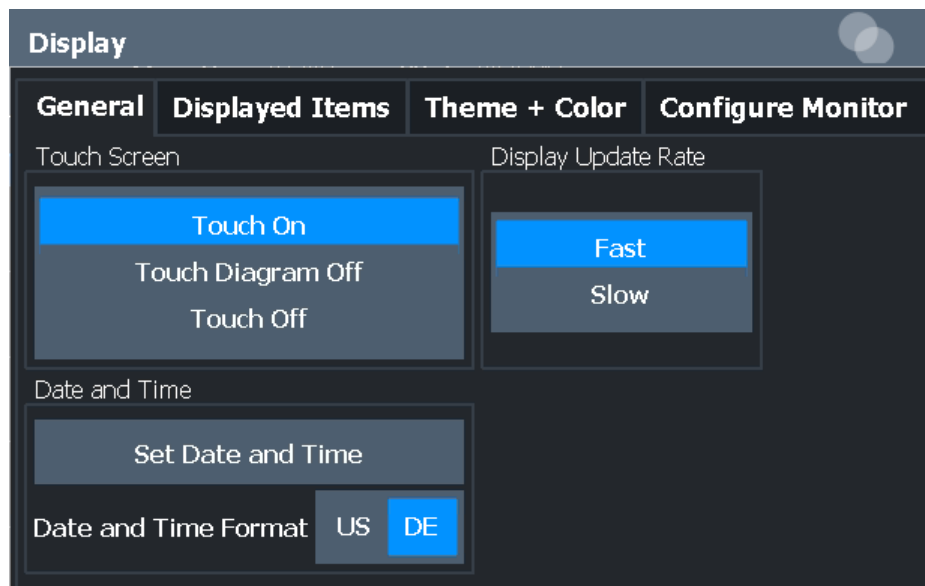 Display
General Displayed Items Theme + Color Configure Monitor
Touch Screen
Touch On
Touch Diagram Off
Touch Off
Display Update Rate
Fast
Slow
Date and Time
Set Date and Time
Date and Time Format US DE